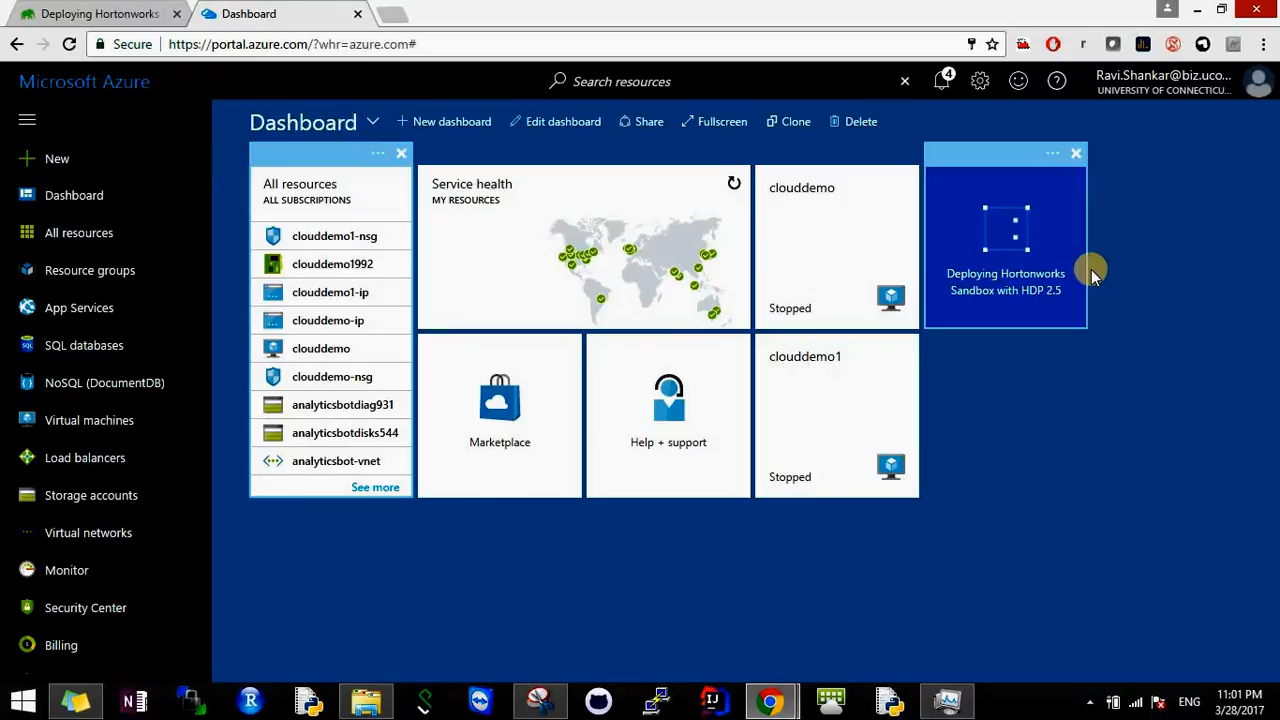 Deploying Hortonworks
Dashboard
Secure
https://portal.azure.com/?whr=azure.com#
Microsoft Azure
Search resources
4
Ravi.Shankar@biz.uco...
UNIVERSITY OF CONNECTICU...
New
Dashboard
All resources
Resource groups
App Services
SQL databases
NoSQL (DocumentDB)
Virtual machines
Load balancers
Storage accounts
Virtual networks
Monitor
Security Center
Billing
Dashboard
New dashboard
Edit dashboard
Share
Fullscreen
Clone
Delete
All resources
ALL SUBSCRIPTIONS
clouddemo1-nsg
clouddemo1992
clouddemo1-ip
clouddemo-ip
clouddemo
clouddemo-nsg
analyticsbotdiag931
analyticsbotdisks544
analyticsbot-vnet
See more
Service health
MY RESOURCES
Marketplace
Help + support
clouddemo
Stopped
clouddemo1
Stopped
Deploying Hortonworks
Sandbox with HDP 2.5
ENG
11:01 PM
3/28/2017